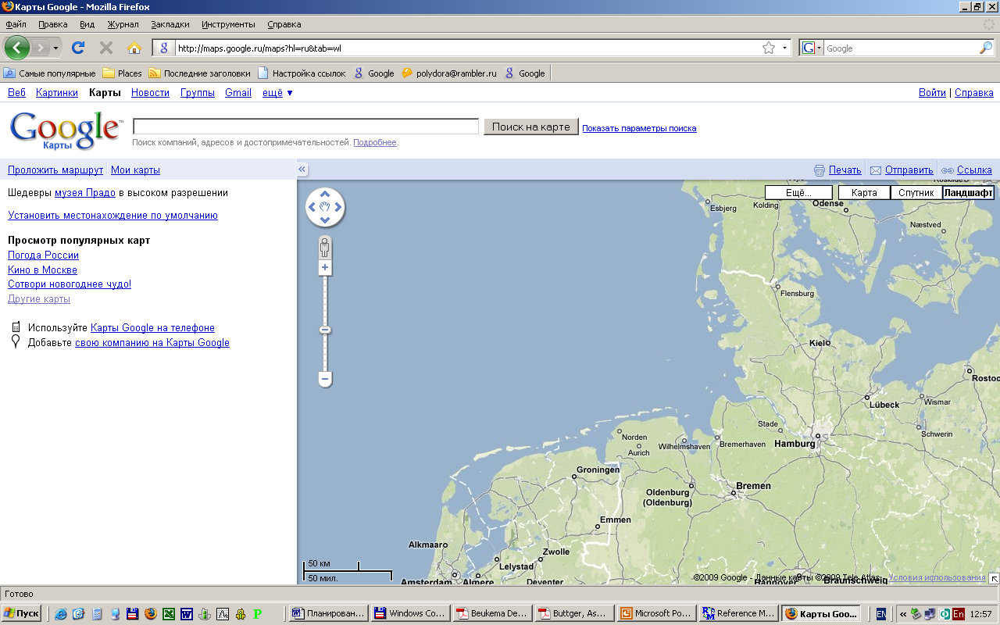 Карты Google - Mozilla Firefox
Файл Правка Вид Журнал Закладки Инструменты Справка
http://maps.google.ru/maps?hl=ru&tab=wl Google
Самые популярные Places Последние заголовки Настройка ссылок Google polydora@rambler.ru Google
Веб Картинки Карты Новости Группы Gmail ещё ▼ Войти | Справка
Google™
Карты
Поиск на карте Показать параметры поиска
Поиск компаний, адресов и достопримечательностей. Подробнее.
Проложить маршрут Мои карты « Печать Отправить Ссылка
Шедевры музея Прадо в высоком разрешении
Установить местонахождение по умолчанию
Просмотр популярных карт
Погода России
Кино в Москве
Сотвори новогоднее чудо!
Другие карты
Используйте Карты Google на телефоне
Добавьте свою компанию на Карты Google
Ещё... Карта Спутник Ландшафт
Esbjerg Kolding Odense
Næstved
Flensburg
Kiel
Rostoc
Lübeck Wismar
Stade Schwerin
Norden
Aurich Wilhelmshaven Bremerhaven Hamburg
Groningen
Oldenburg
(Oldenburg)
Bremen
Emmen
Alkmaar
Zwolle
Lelystad
50 км
50 мил.
Amsterdam Almere Deventer Hannover Braunschweig
©2009 Google - Данные карты ©2009 Tele Atlas - Условия использования
Готово
Пуск Планирован... Windows Co... Beukema De... Buttger, As... Microsoft Po... Reference M... Карты Goo... EN « En 12:57